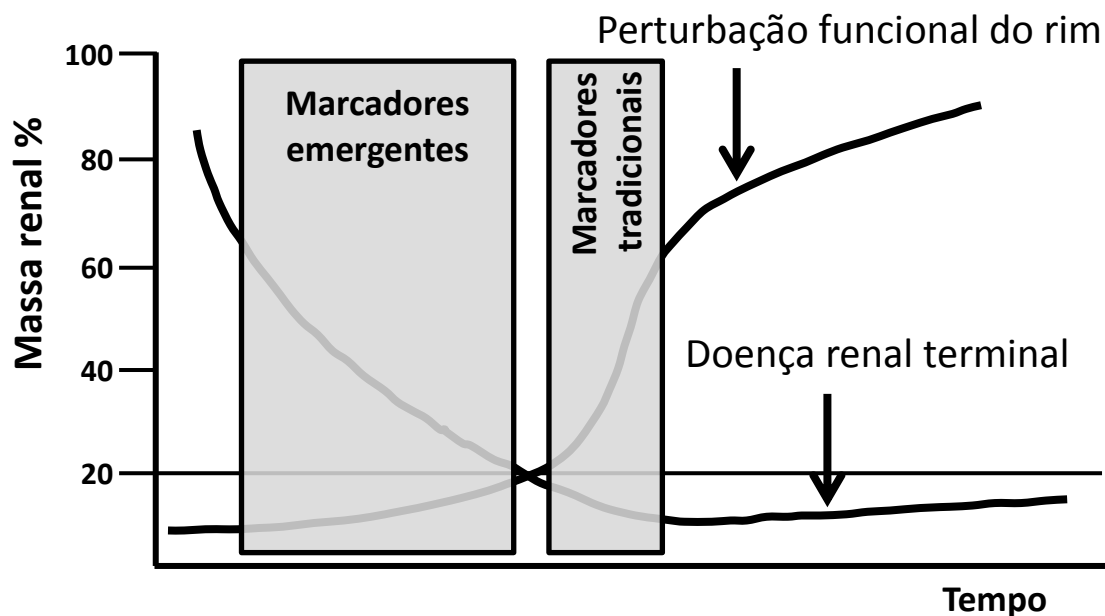 Perturbação funcional do rim
100
80
60
40
20
Massa renal %
Marcadores
emergentes
Marcadores
tradicionais
Doença renal terminal
Tempo